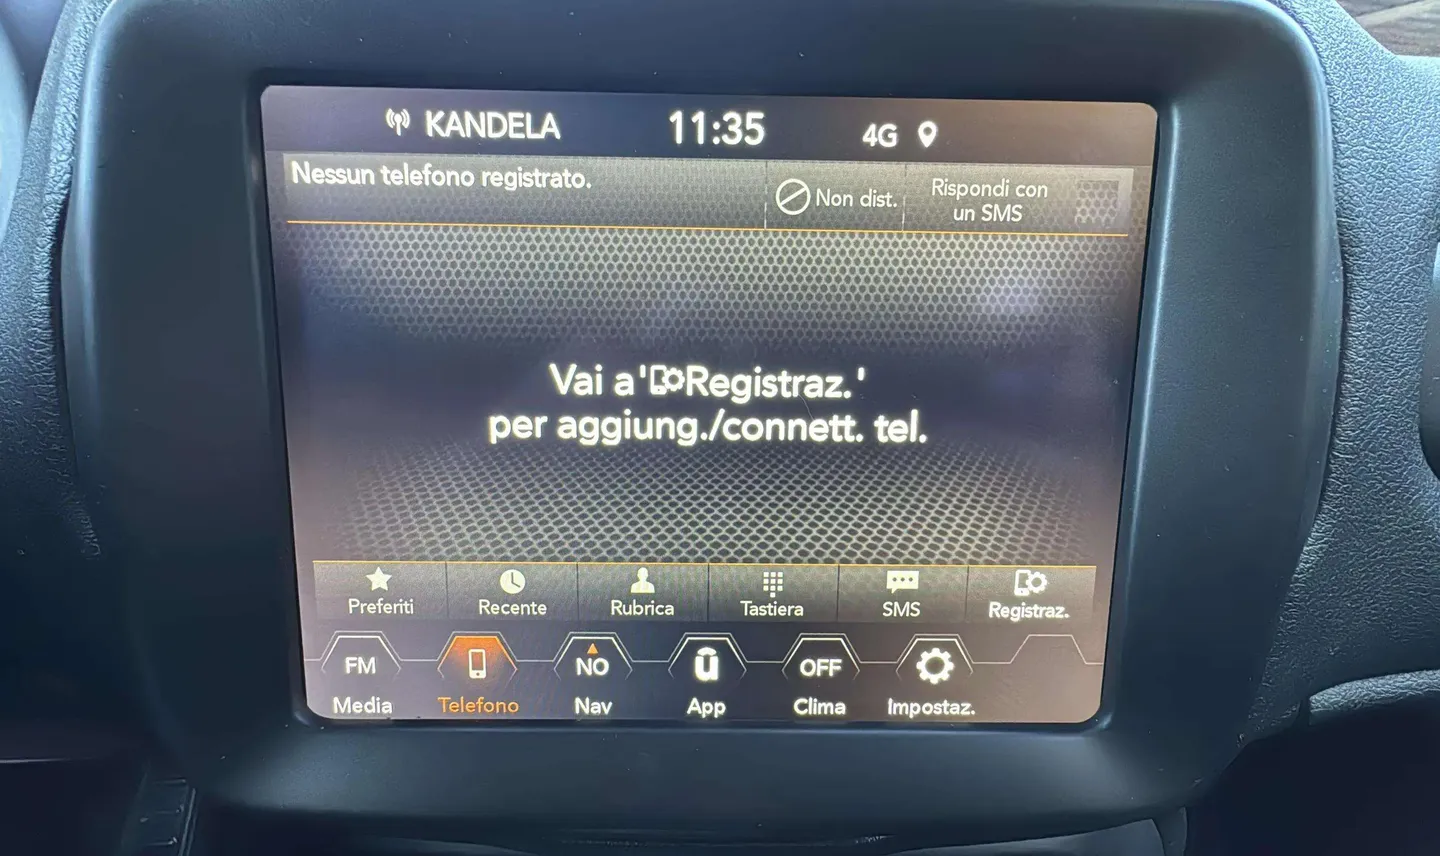 KANDELA 11:35 4G
Nessun telefono registrato.
Non dist.
Rispondi con
un SMS
Vai a 'Registraz.'
per aggiung./connett. tel.
Preferiti Recente Rubrica Tastiera SMS Registraz.
FM NO OFF
Media Telefono Nav App Clima Impostaz.